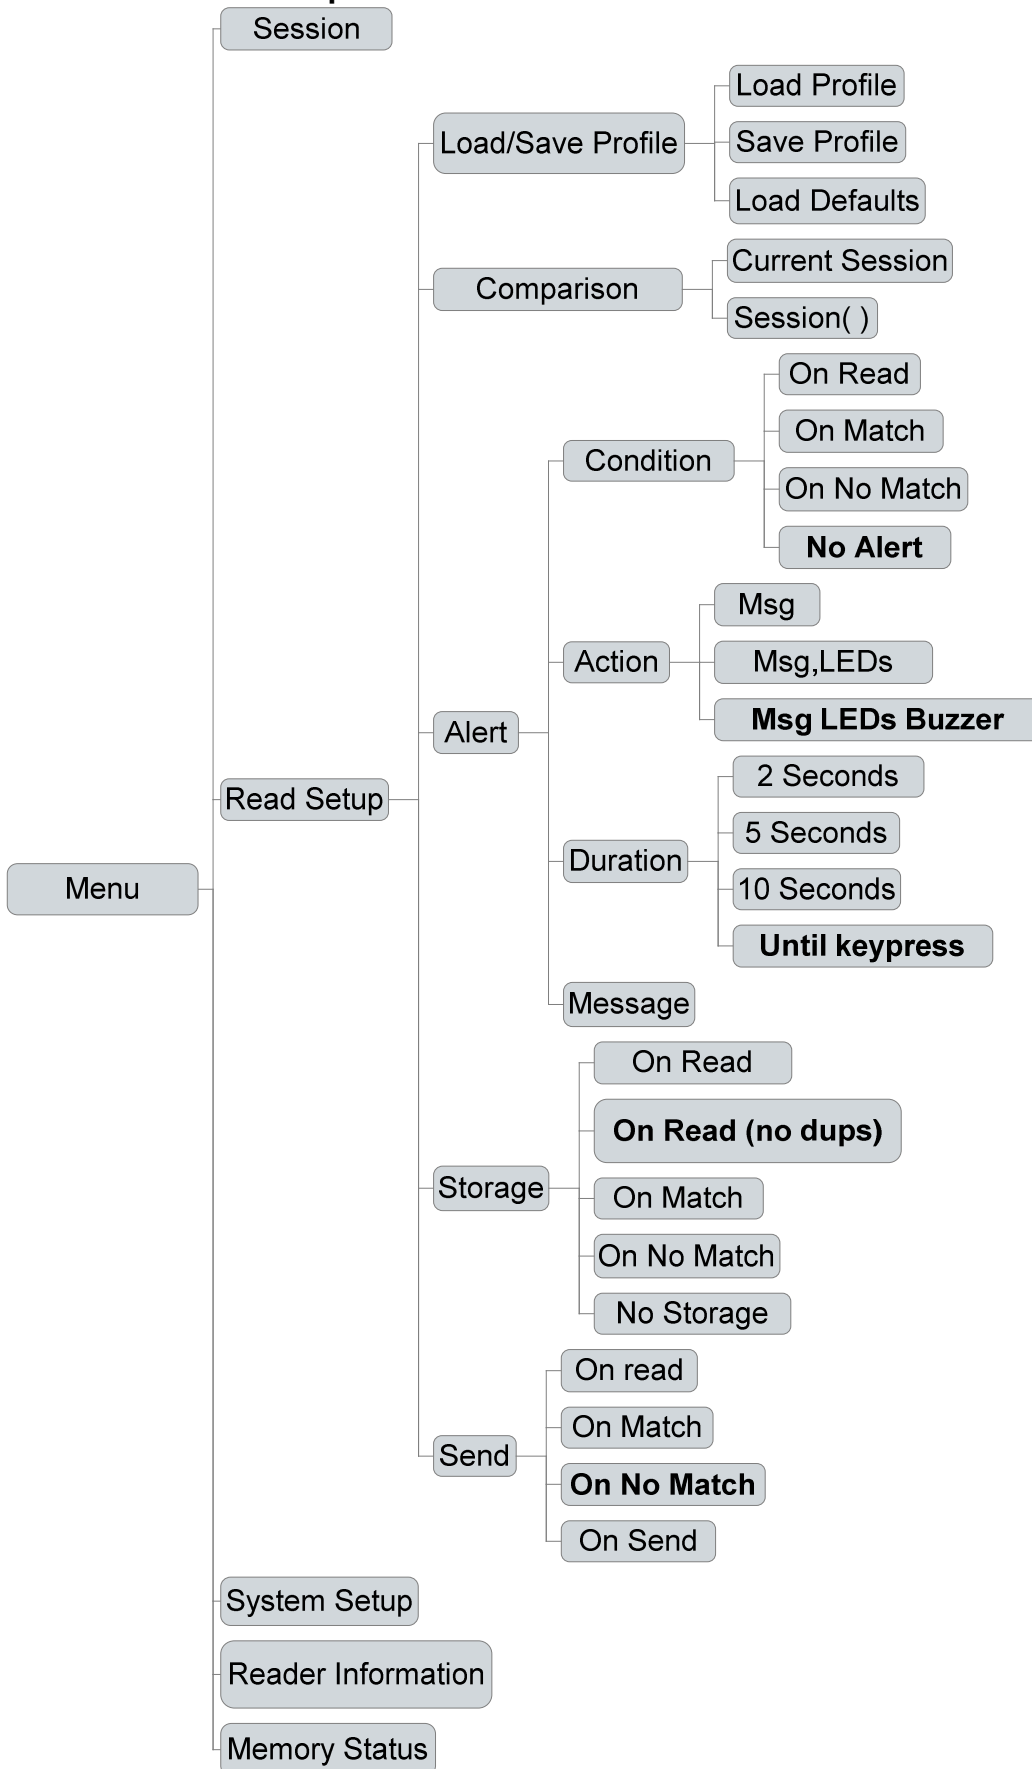 Session
Load/Save Profile
Load Profile
Save Profile
Load Defaults
Comparison
Current Session
Session( )
Read Setup
Alert
Condition
On Read
On Match
On No Match
No Alert
Action
Msg
Msg,LEDs
Msg LEDs Buzzer
Duration
2 Seconds
5 Seconds
10 Seconds
Until keypress
Menu
Message
Storage
On Read
On Read (no dups)
On Match
On No Match
No Storage
Send
On read
On Match
On No Match
On Send
System Setup
Reader Information
Memory Status